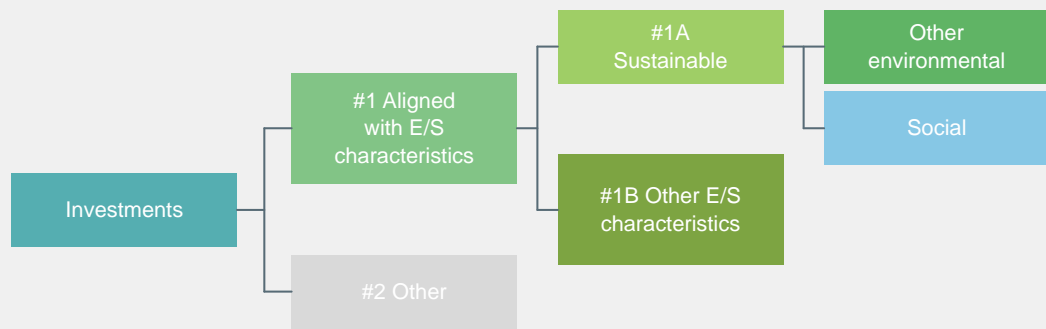 #1A
Sustainable
Other
environmental
#1 Aligned
with E/S
characteristics
Social
Investments
#1B Other E/S
characteristics
#2 Other